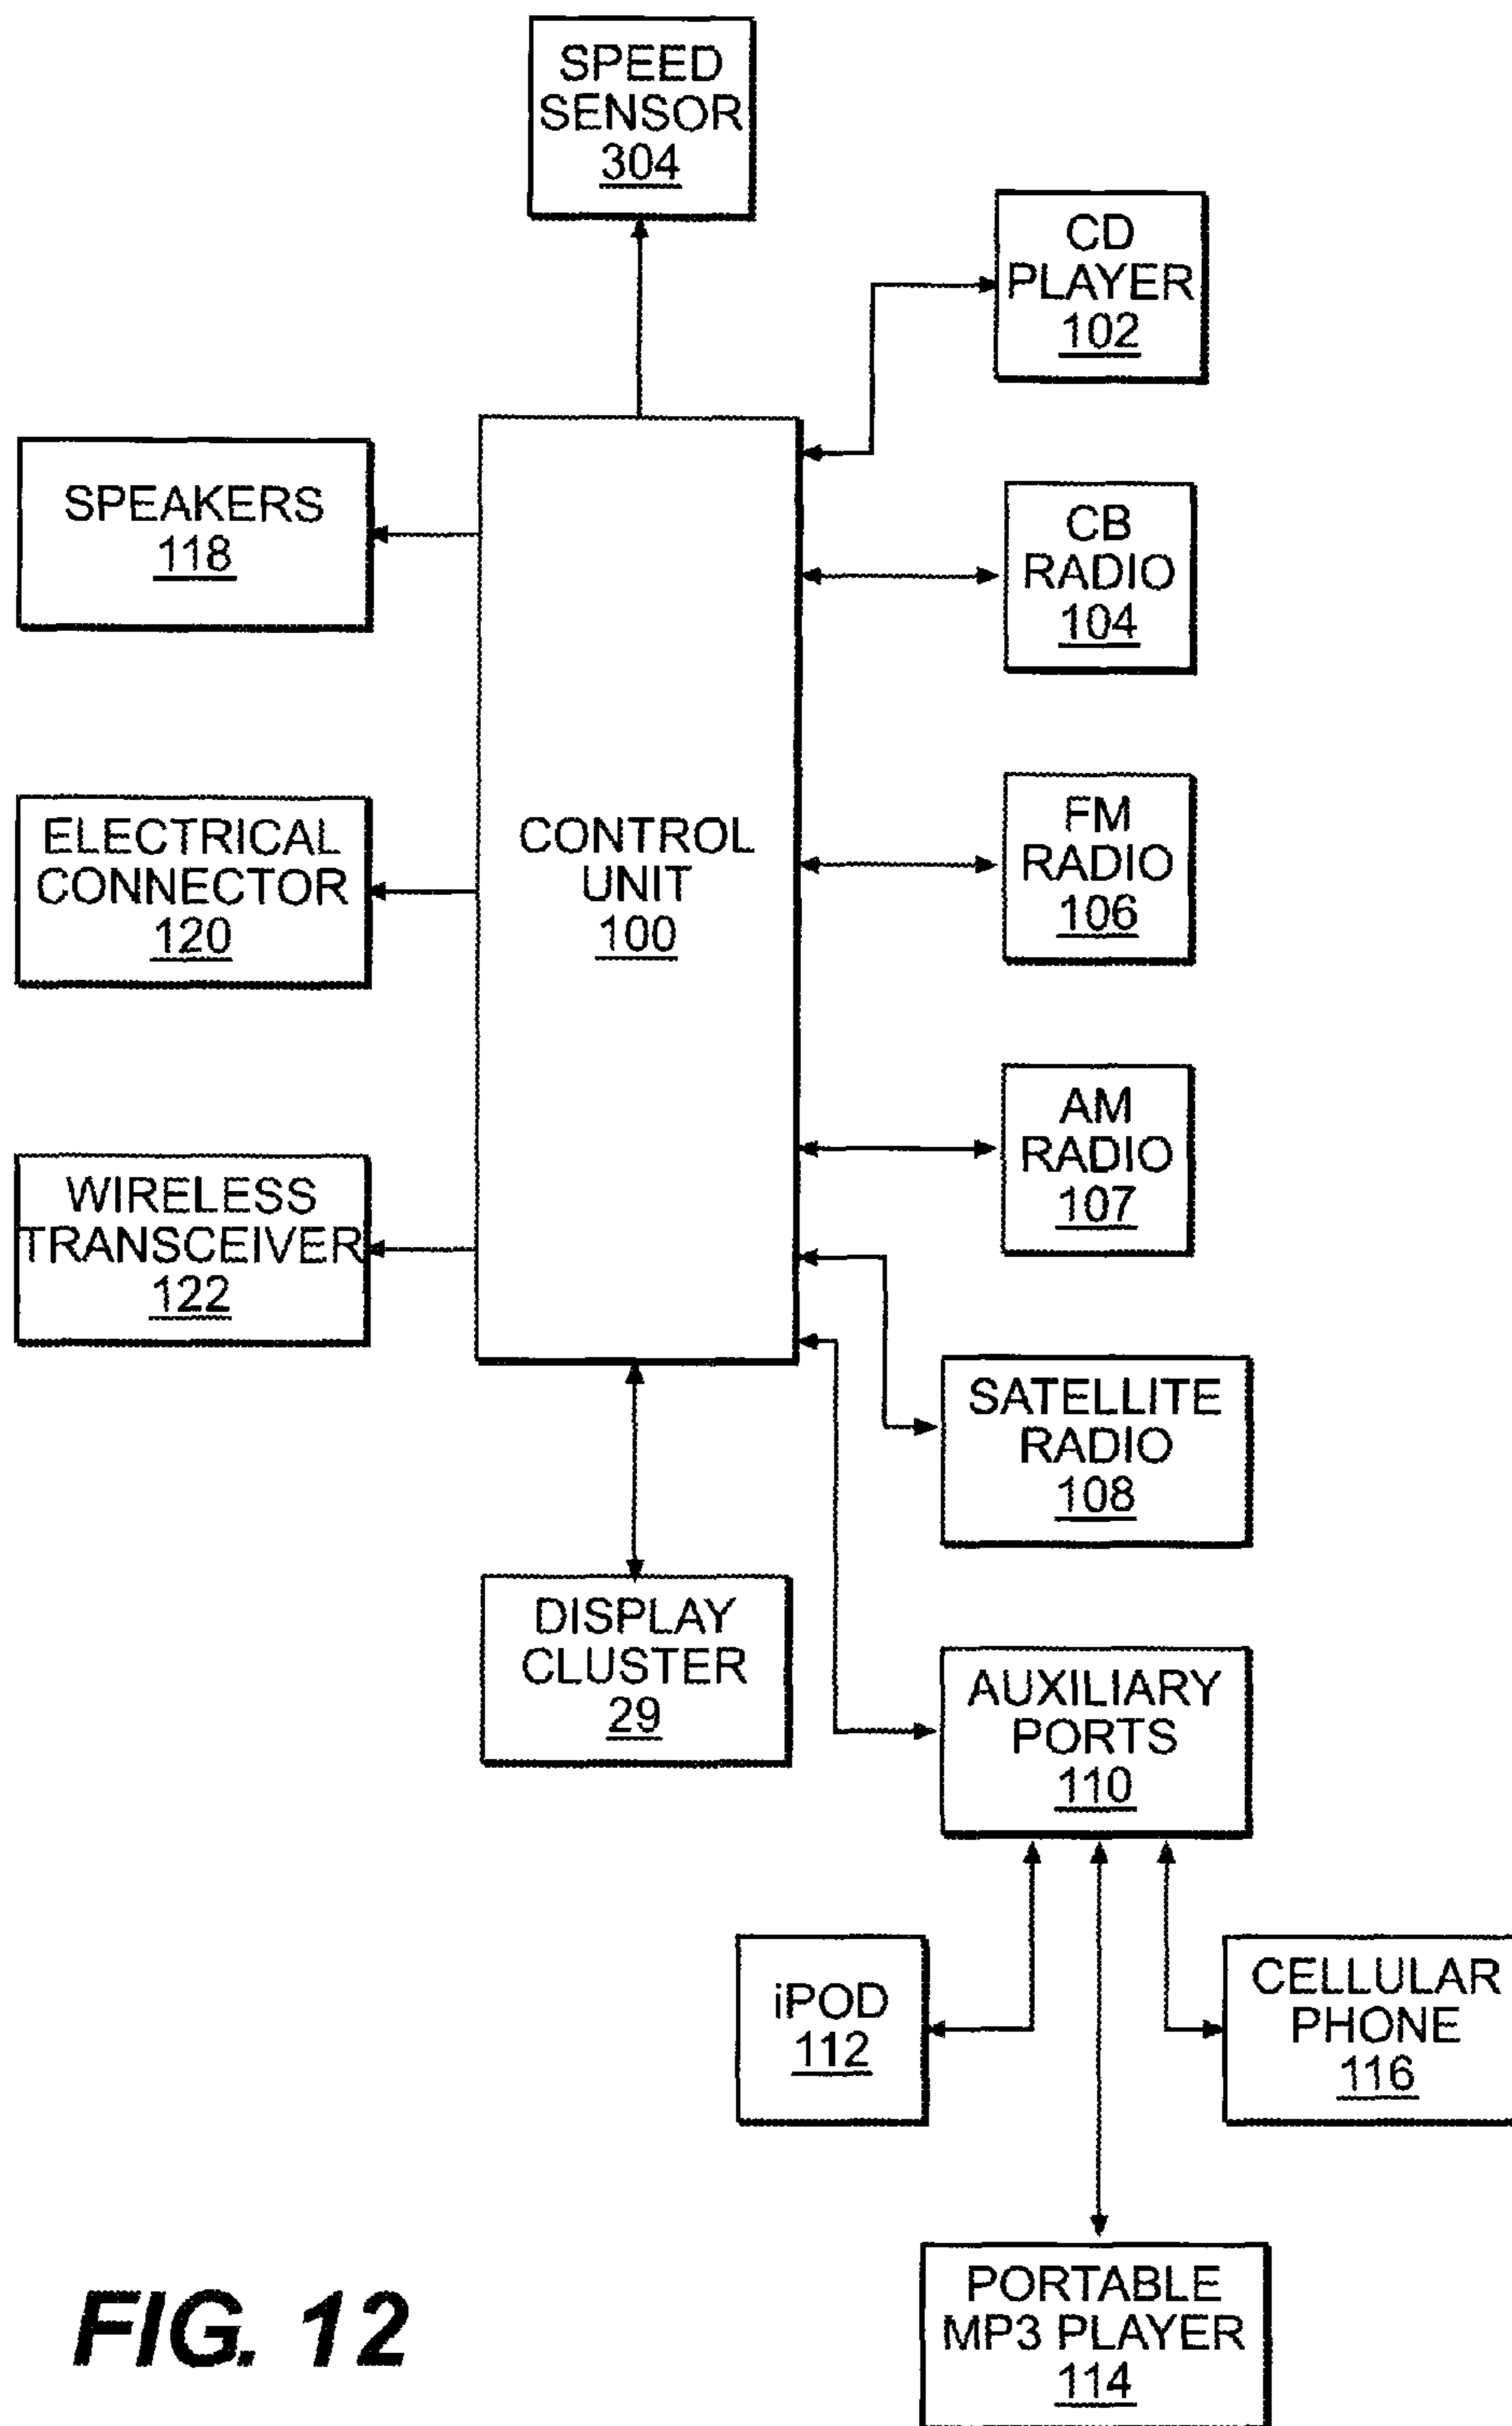 SPEED
SENSOR
304
CD
PLAYER
102
SPEAKERS
118
CB
RADIO
104
ELECTRICAL
CONNECTOR
120
CONTROL
UNIT
100
FM
RADIO
106
AM
RADIO
107
WIRELESS
TRANSCEIVER
122
SATELLITE
RADIO
108
DISPLAY
CLUSTER
29
AUXILIARY
PORTS
110
iPOD
112
CELLULAR
PHONE
116
PORTABLE
MP3 PLAYER
114
FIG. 12